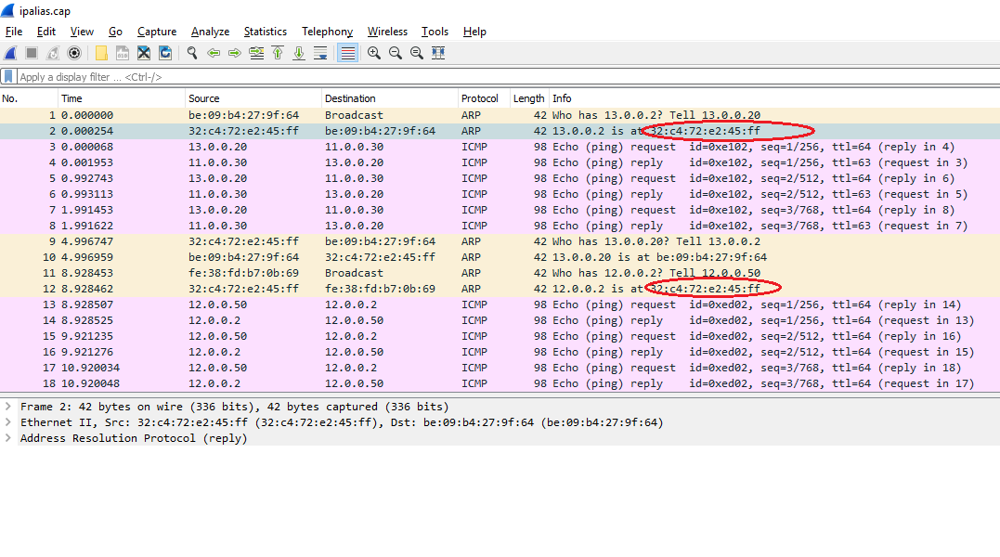 ipalias.cap
File Edit View Go Capture Analyze Statistics Telephony Wireless Tools Help
Apply a display filter ... <Ctrl-/>
No. Time Source Destination Protocol Length Info
1 0.000000 be:09:b4:27:9f:64 Broadcast ARP 42 Who has 13.0.0.2? Tell 13.0.0.20
2 0.000254 32:c4:72:e2:45:ff be:09:b4:27:9f:64 ARP 42 13.0.0.2 is at 32:c4:72:e2:45:ff
3 0.000068 13.0.0.20 11.0.0.30 ICMP 98 Echo (ping) request id=0xe102, seq=1/256, ttl=64 (reply in 4)
4 0.001953 11.0.0.30 13.0.0.20 ICMP 98 Echo (ping) reply id=0xe102, seq=1/256, ttl=63 (request in 3)
5 0.992743 13.0.0.20 11.0.0.30 ICMP 98 Echo (ping) request id=0xe102, seq=2/512, ttl=64 (reply in 6)
6 0.993113 11.0.0.30 13.0.0.20 ICMP 98 Echo (ping) reply id=0xe102, seq=2/512, ttl=63 (request in 5)
7 1.991453 13.0.0.20 11.0.0.30 ICMP 98 Echo (ping) request id=0xe102, seq=3/768, ttl=64 (reply in 8)
8 1.991622 11.0.0.30 13.0.0.20 ICMP 98 Echo (ping) reply id=0xe102, seq=3/768, ttl=63 (request in 7)
9 4.996747 32:c4:72:e2:45:ff be:09:b4:27:9f:64 ARP 42 Who has 13.0.0.20? Tell 13.0.0.2
10 4.996959 be:09:b4:27:9f:64 32:c4:72:e2:45:ff ARP 42 13.0.0.20 is at be:09:b4:27:9f:64
11 8.928453 fe:38:fd:b7:0b:69 Broadcast ARP 42 Who has 12.0.0.2? Tell 12.0.0.50
12 8.928462 32:c4:72:e2:45:ff fe:38:fd:b7:0b:69 ARP 42 12.0.0.2 is at 32:c4:72:e2:45:ff
13 8.928507 12.0.0.50 12.0.0.2 ICMP 98 Echo (ping) request id=0xed02, seq=1/256, ttl=64 (reply in 14)
14 8.928525 12.0.0.2 12.0.0.50 ICMP 98 Echo (ping) reply id=0xed02, seq=1/256, ttl=64 (request in 13)
15 9.921235 12.0.0.50 12.0.0.2 ICMP 98 Echo (ping) request id=0xed02, seq=2/512, ttl=64 (reply in 16)
16 9.921276 12.0.0.2 12.0.0.50 ICMP 98 Echo (ping) reply id=0xed02, seq=2/512, ttl=64 (request in 15)
17 10.920034 12.0.0.50 12.0.0.2 ICMP 98 Echo (ping) request id=0xed02, seq=3/768, ttl=64 (reply in 18)
18 10.920048 12.0.0.2 12.0.0.50 ICMP 98 Echo (ping) reply id=0xed02, seq=3/768, ttl=64 (request in 17)
Frame 2: 42 bytes on wire (336 bits), 42 bytes captured (336 bits)
Ethernet II, Src: 32:c4:72:e2:45:ff (32:c4:72:e2:45:ff), Dst: be:09:b4:27:9f:64 (be:09:b4:27:9f:64)
Address Resolution Protocol (reply)